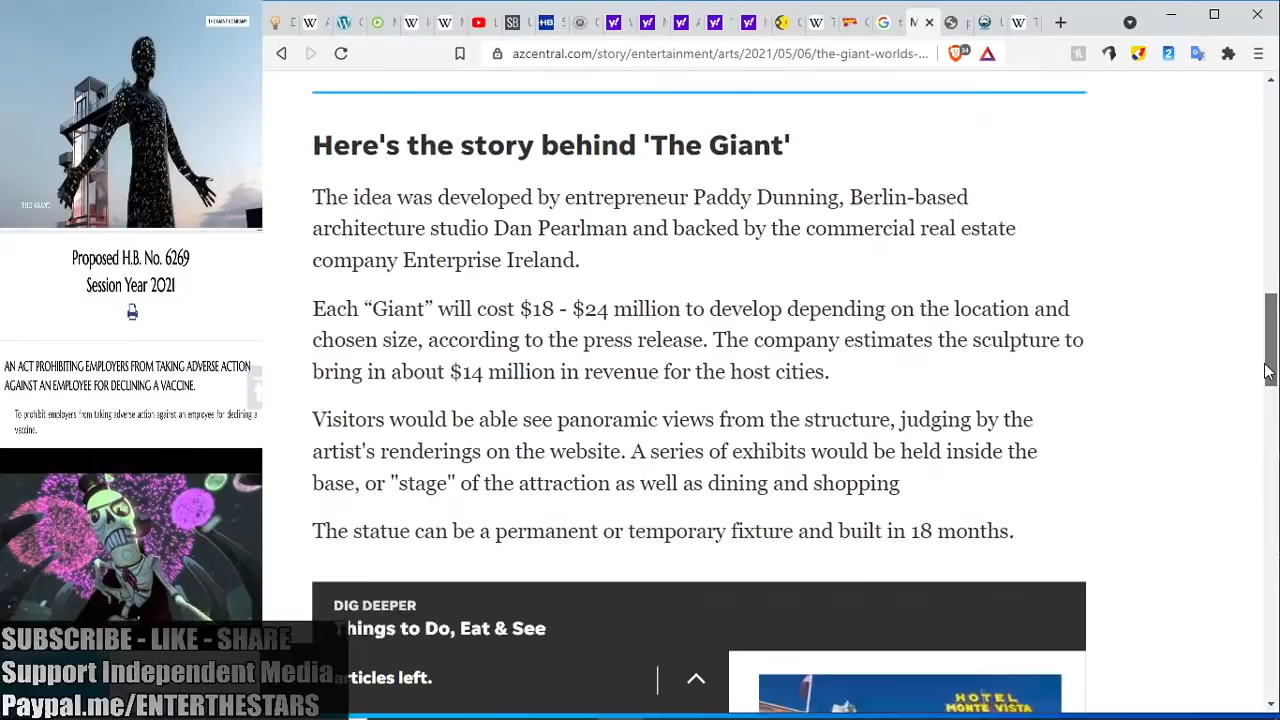 THE GIANT COMPANY
THE GIANT
Proposed H.B. No. 6269
Session Year 2021
AN ACT PROHIBITING EMPLOYERS FROM TAKING ADVERSE ACTION
AGAINST AN EMPLOYEE FOR DECLINING A VACCINE.
To prohibit employers from taking adverse action against an employee for declining a
vaccine.
SUBSCRIBE - LIKE - SHARE
Support Independent Media
Paypal.me/ENTERTHESTARS
azcentral.com/story/entertainment/arts/2021/05/06/the-giant-worlds-...
Here's the story behind 'The Giant'
The idea was developed by entrepreneur Paddy Dunning, Berlin-based
architecture studio Dan Pearlman and backed by the commercial real estate
company Enterprise Ireland.
Each “Giant” will cost $18 - $24 million to develop depending on the location and
chosen size, according to the press release. The company estimates the sculpture to
bring in about $14 million in revenue for the host cities.
Visitors would be able see panoramic views from the structure, judging by the
artist's renderings on the website. A series of exhibits would be held inside the
base, or "stage" of the attraction as well as dining and shopping
The statue can be a permanent or temporary fixture and built in 18 months.
DIG DEEPER
Things to Do, Eat & See
articles left.
HOTEL
MONTE VISTA